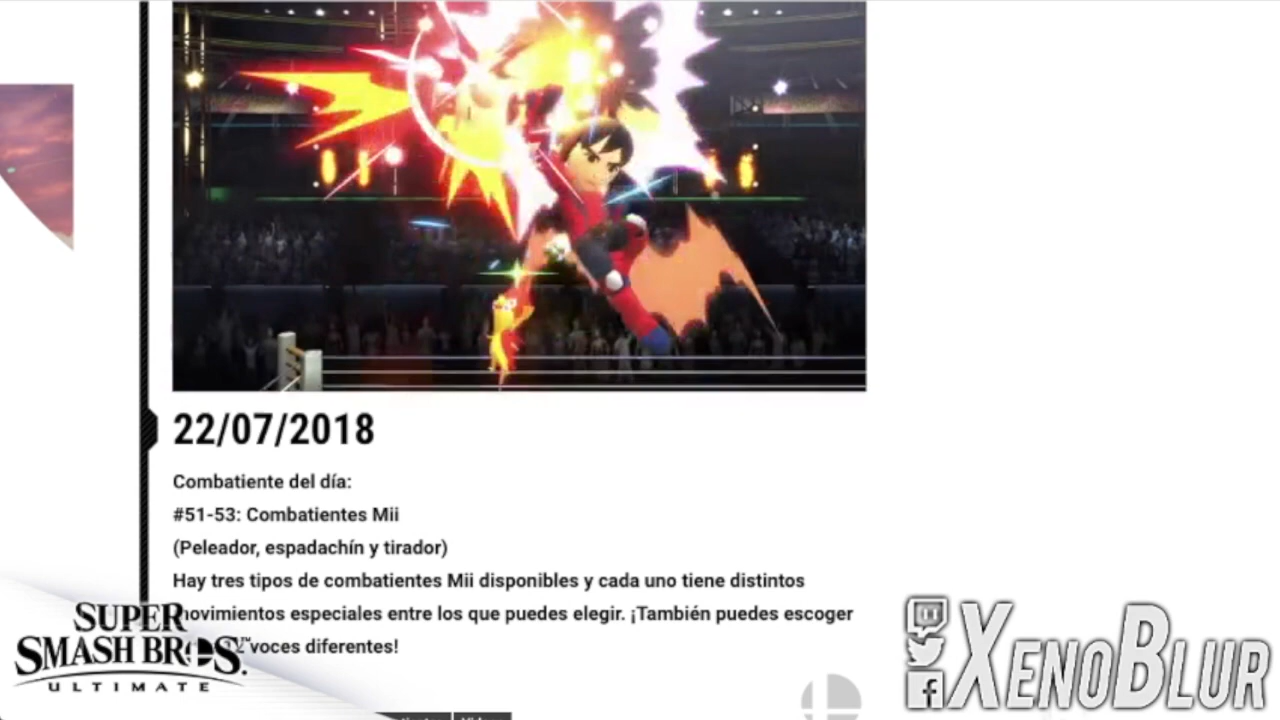 22/07/2018
Combatiente del día:
#51-53: Combatientes Mii
(Peleador, espadachín y tirador)
Hay tres tipos de combatientes Mii disponibles y cada uno tiene distintos
movimientos especiales entre los que puedes elegir. ¡También puedes escoger
voces diferentes!
SUPER
SMASH BROS.
ULTIMATE
XENOBLUR